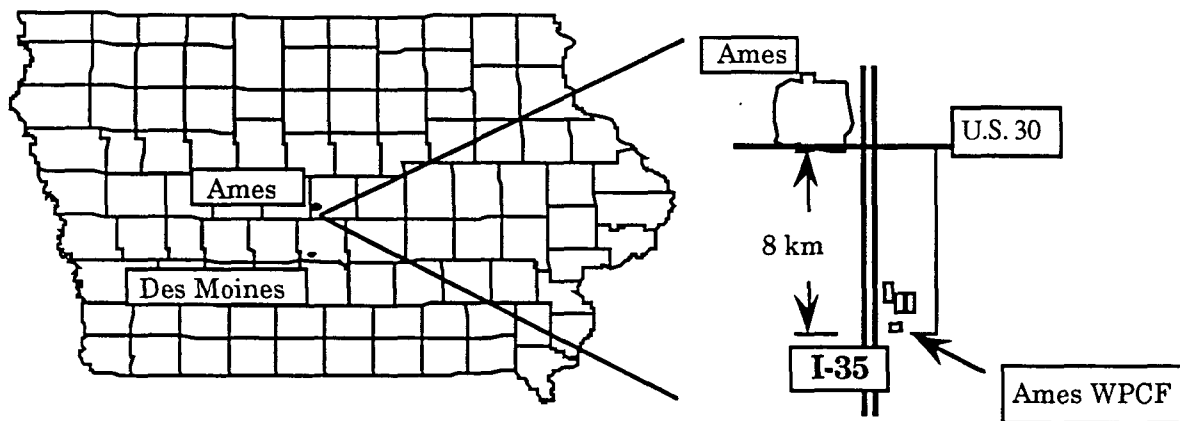 Ames
Des Moines
Ames
U.S. 30
8 km
I-35
Ames WPCF